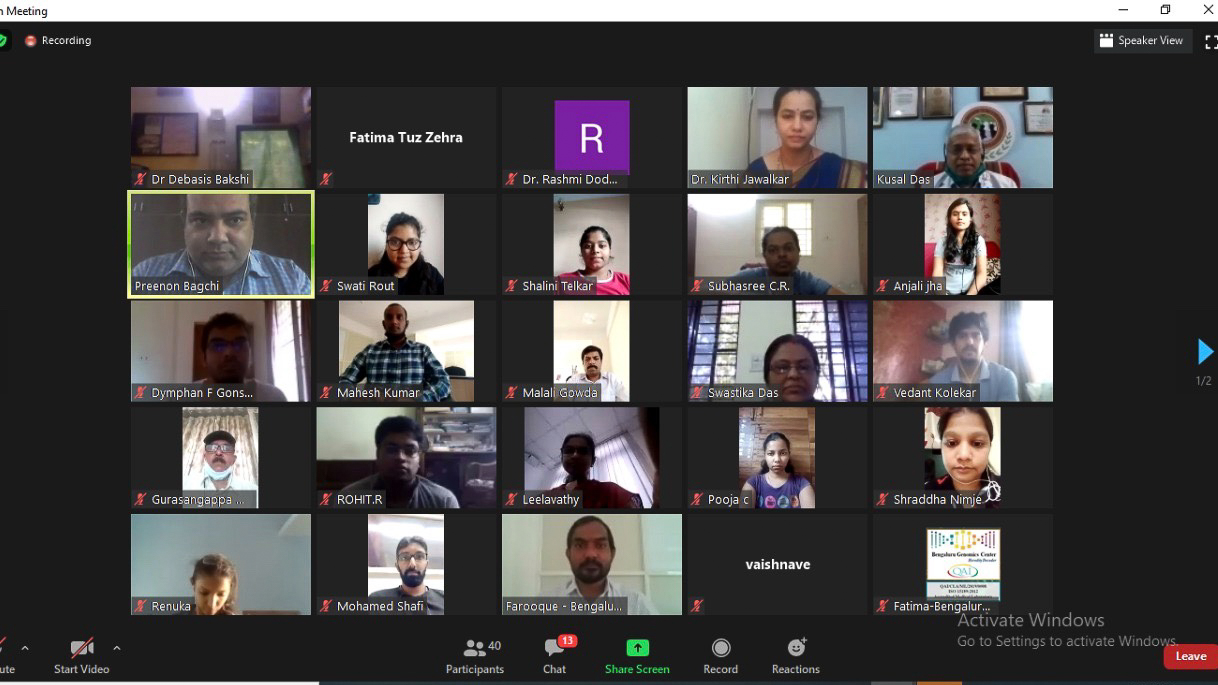 n Meeting
Recording
Speaker View
Dr Debasis Bakshi
Fatima Tuz Zehra
R
Dr. Rashmi Dod...
Dr. Kirthi Jawalkar
Kusal Das
Preenon Bagchi
Swati Rout
Shalini Telkar
Subhasree C.R.
Anjali jha
Dymphan F Gons...
Mahesh Kumar
Malali Gowda
Swastika Das
Vedant Kolekar
1/2
Gurasangappa ...
ROHIT.R
Leelavathy
Pooja c
Shraddha Nimje
Renuka
Mohamed Shafi
Farooque - Bengalu...
vaishnave
Bengaluru Genomics Center
QAI
Fatima-Bengalur...
Activate Windows
Go to Settings to activate Windows.
ute
Start Video
Participants
40
Chat
13
Share Screen
Record
Reactions
Leave